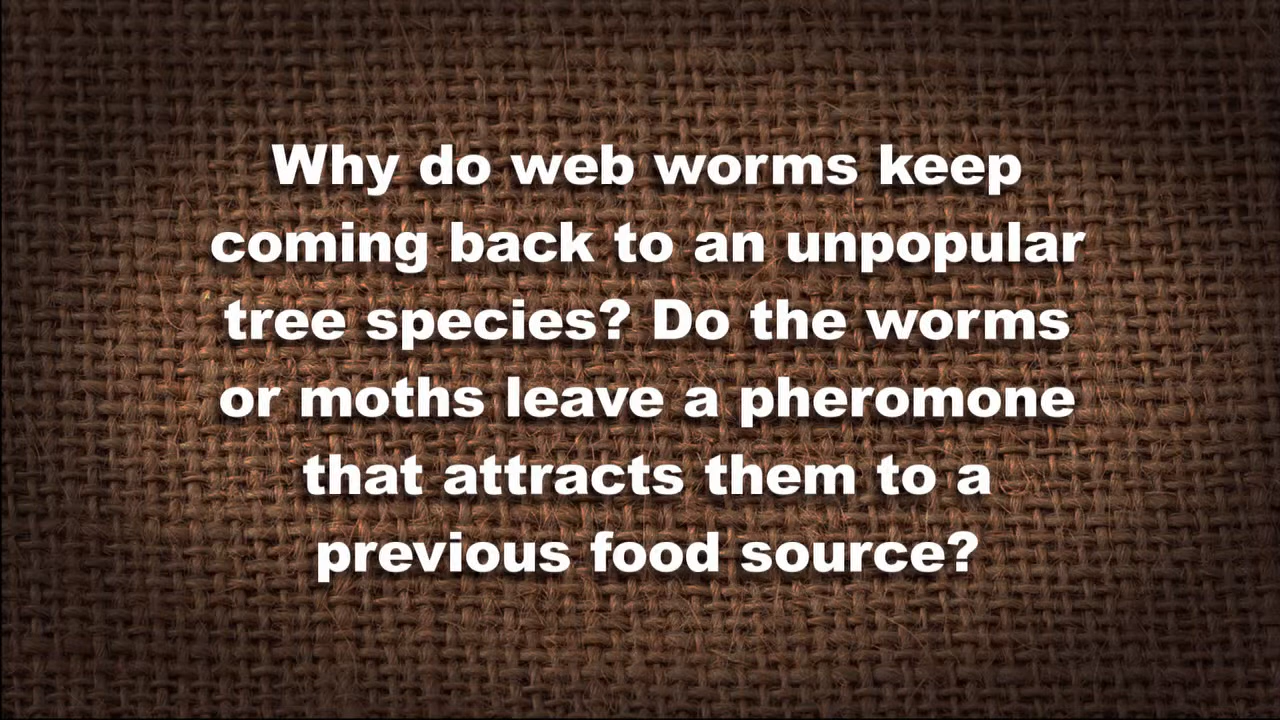 Why do web worms keep
coming back to an unpopular
tree species? Do the worms
or moths leave a pheromone
that attracts them to a
previous food source?